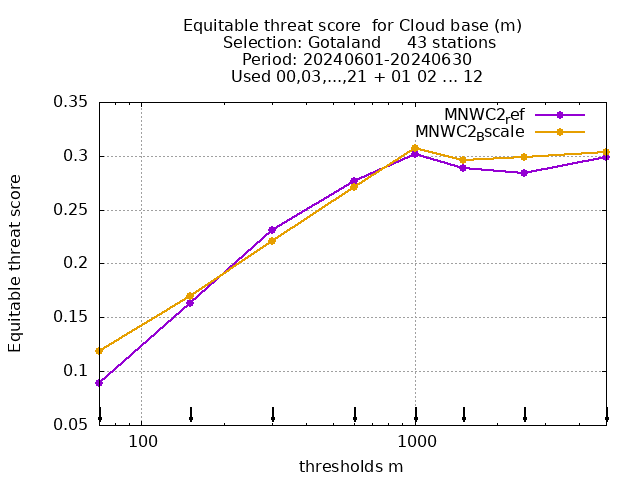 Equitable threat score  for Cloud base (m)
Selection: Gotaland     43 stations
Period: 20240601-20240630
Used 00,03,...,21 + 01 02 ... 12
MNWC2_ref
MNWC2_Bscale
Equitable threat score
0.35
0.3
0.25
0.2
0.15
0.1
0.05
100
1000
thresholds m